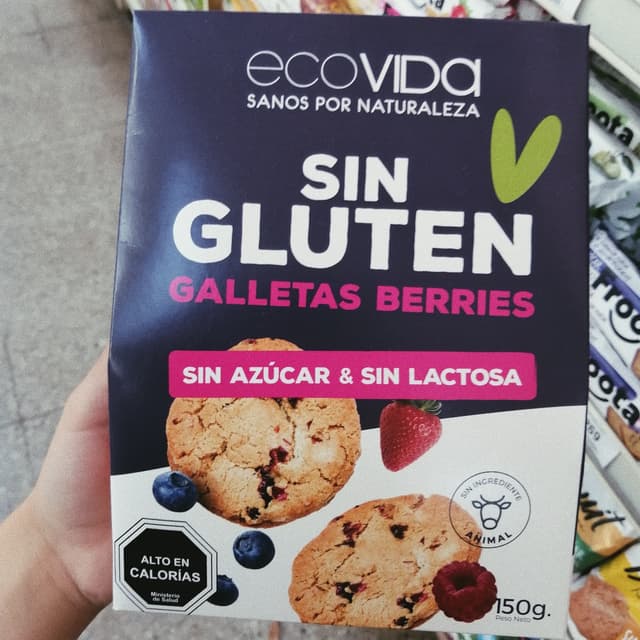 ecoVIDa
SANOS POR NATURALEZA
SIN
GLUTEN
GALLETAS BERRIES
SIN AZÚCAR & SIN LACTOSA
SIN INGREDIENTE
ANIMAL
ALTO EN
CALORÍAS
Ministerio
de Salud
150g.
Peso Neto